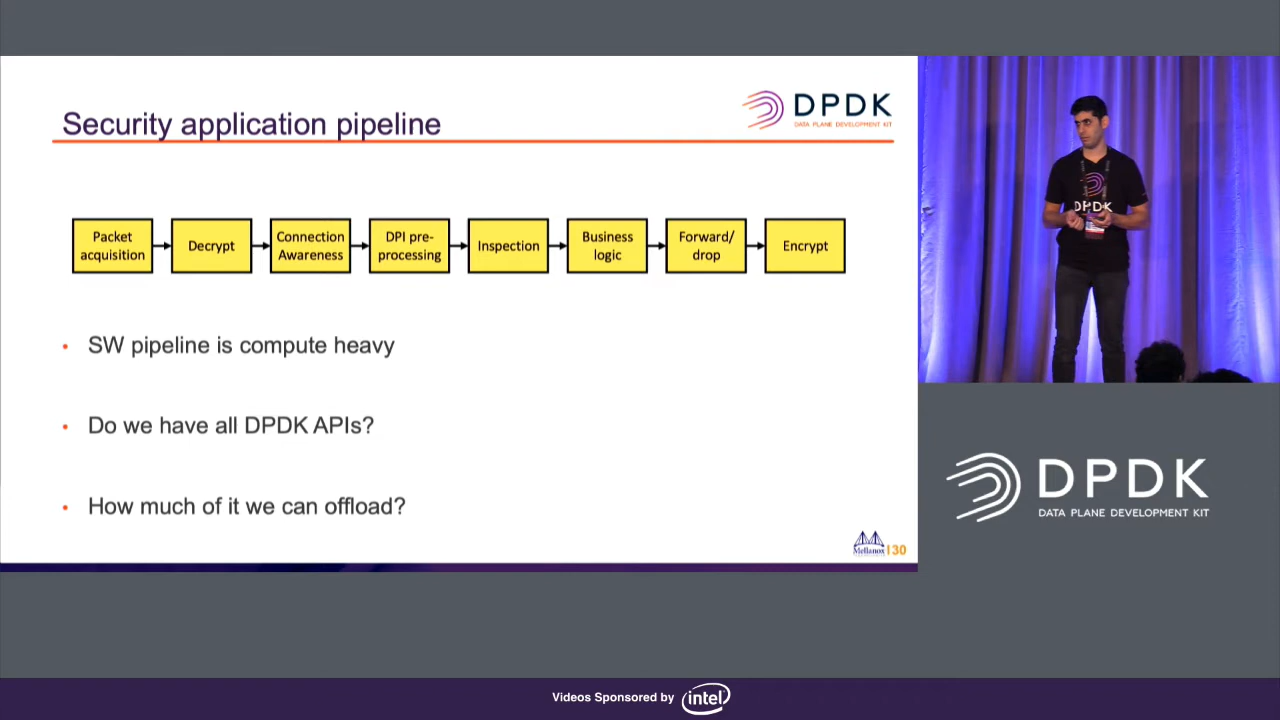 Security application pipeline
DPDK
DATA PLANE DEVELOPMENT KIT
Packet
acquisition
Decrypt
Connection
Awareness
DPI pre-
processing
Inspection
Business
logic
Forward/
drop
Encrypt
• SW pipeline is compute heavy
• Do we have all DPDK APIs?
• How much of it we can offload?
Mellanox
30
DPDK
DPDK
DATA PLANE DEVELOPMENT KIT
Videos Sponsored by intel